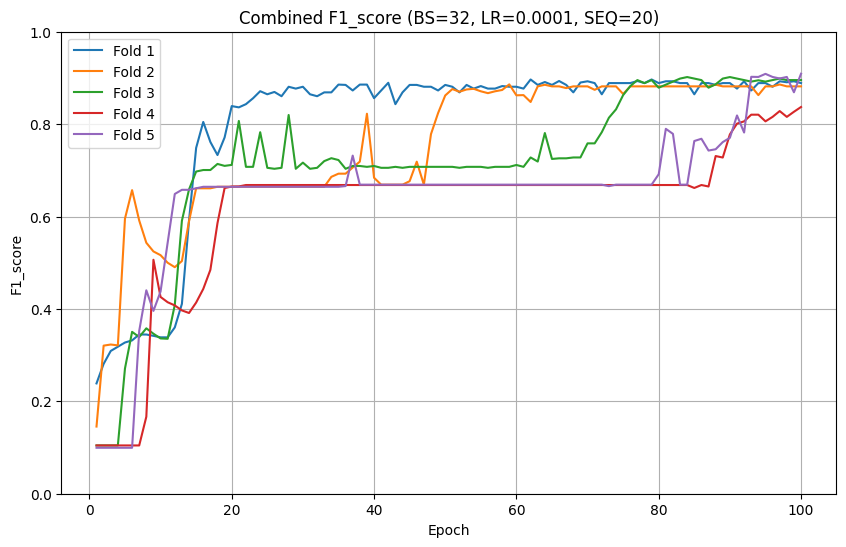 Combined F1_score (BS=32, LR=0.0001, SEQ=20)
Fold 1
Fold 2
Fold 3
Fold 4
Fold 5
F1_score
1.0
0.8
0.6
0.4
0.2
0.0
0 20 40 60 80 100
Epoch